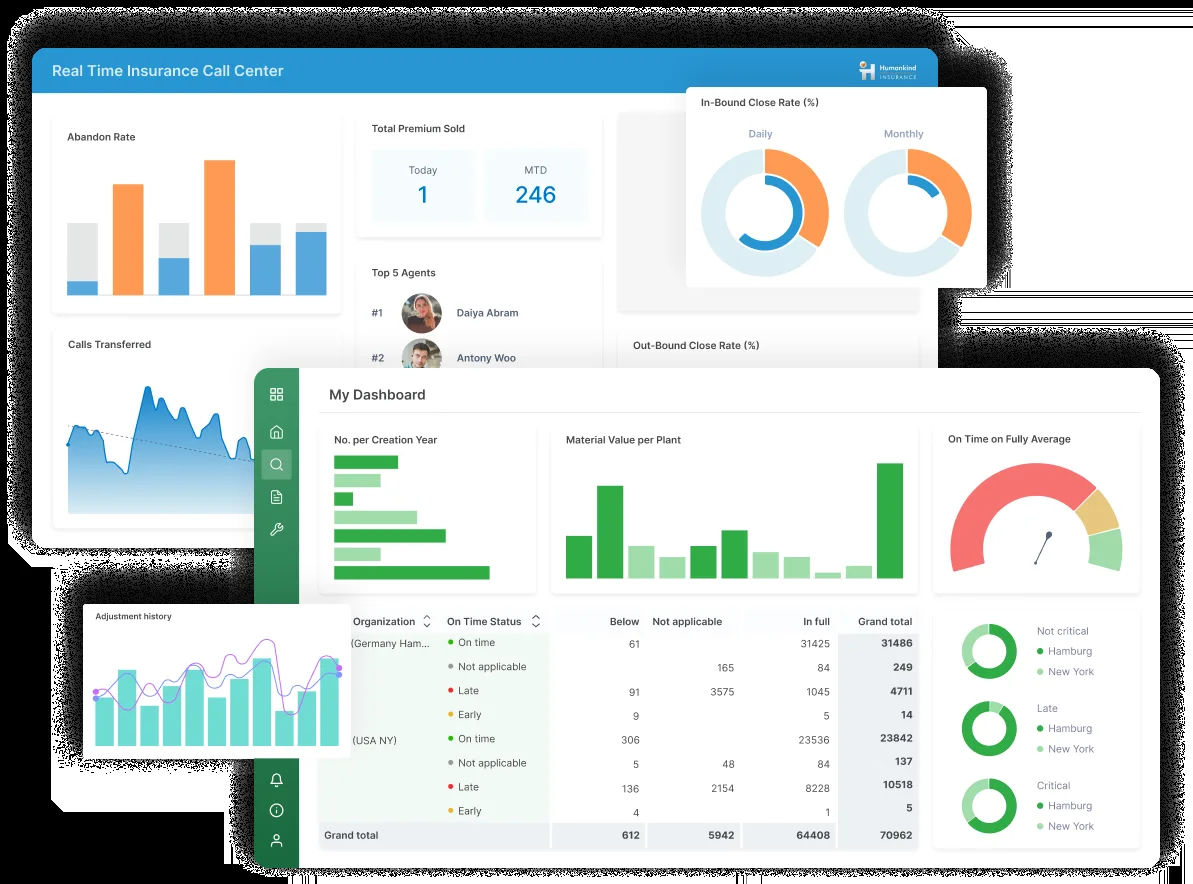 Real Time Insurance Call Center
Humankind
INSURANCE
Abandon Rate
Total Premium Sold
Today
1
MTD
246
In-Bound Close Rate (%)
Daily
Monthly
Top 5 Agents
#1 Daiya Abram
#2 Antony Woo
Calls Transferred
Out-Bound Close Rate (%)
My Dashboard
No. per Creation Year
Material Value per Plant
On Time on Fully Average
Adjustment history
Organization On Time Status Below Not applicable In full Grand total
(Germany Ham... On time 61 31425 31486
Not applicable 165 84 249
Late 91 3575 1045 4711
Early 9 5 14
(USA NY) On time 306 23536 23842
Not applicable 5 48 84 137
Late 136 2154 8228 10518
Early 4 1 5
Grand total 612 5942 64408 70962
Not critical
Hamburg
New York
Late
Hamburg
New York
Critical
Hamburg
New York